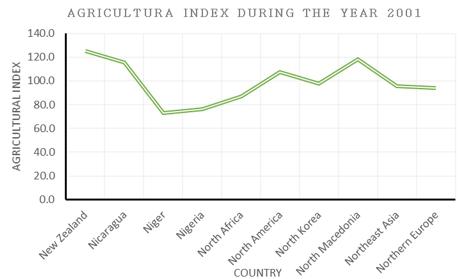 AGRICULTURA INDEX DURING THE YEAR 2001
140.0
120.0
100.0
80.0
60.0
40.0
20.0
0.0
AGRICULTURAL INDEX
New Zealand
Nicaragua
Niger
Nigeria
North Africa
North America
North Korea
North Macedonia
Northeast Asia
Northern Europe
COUNTRY